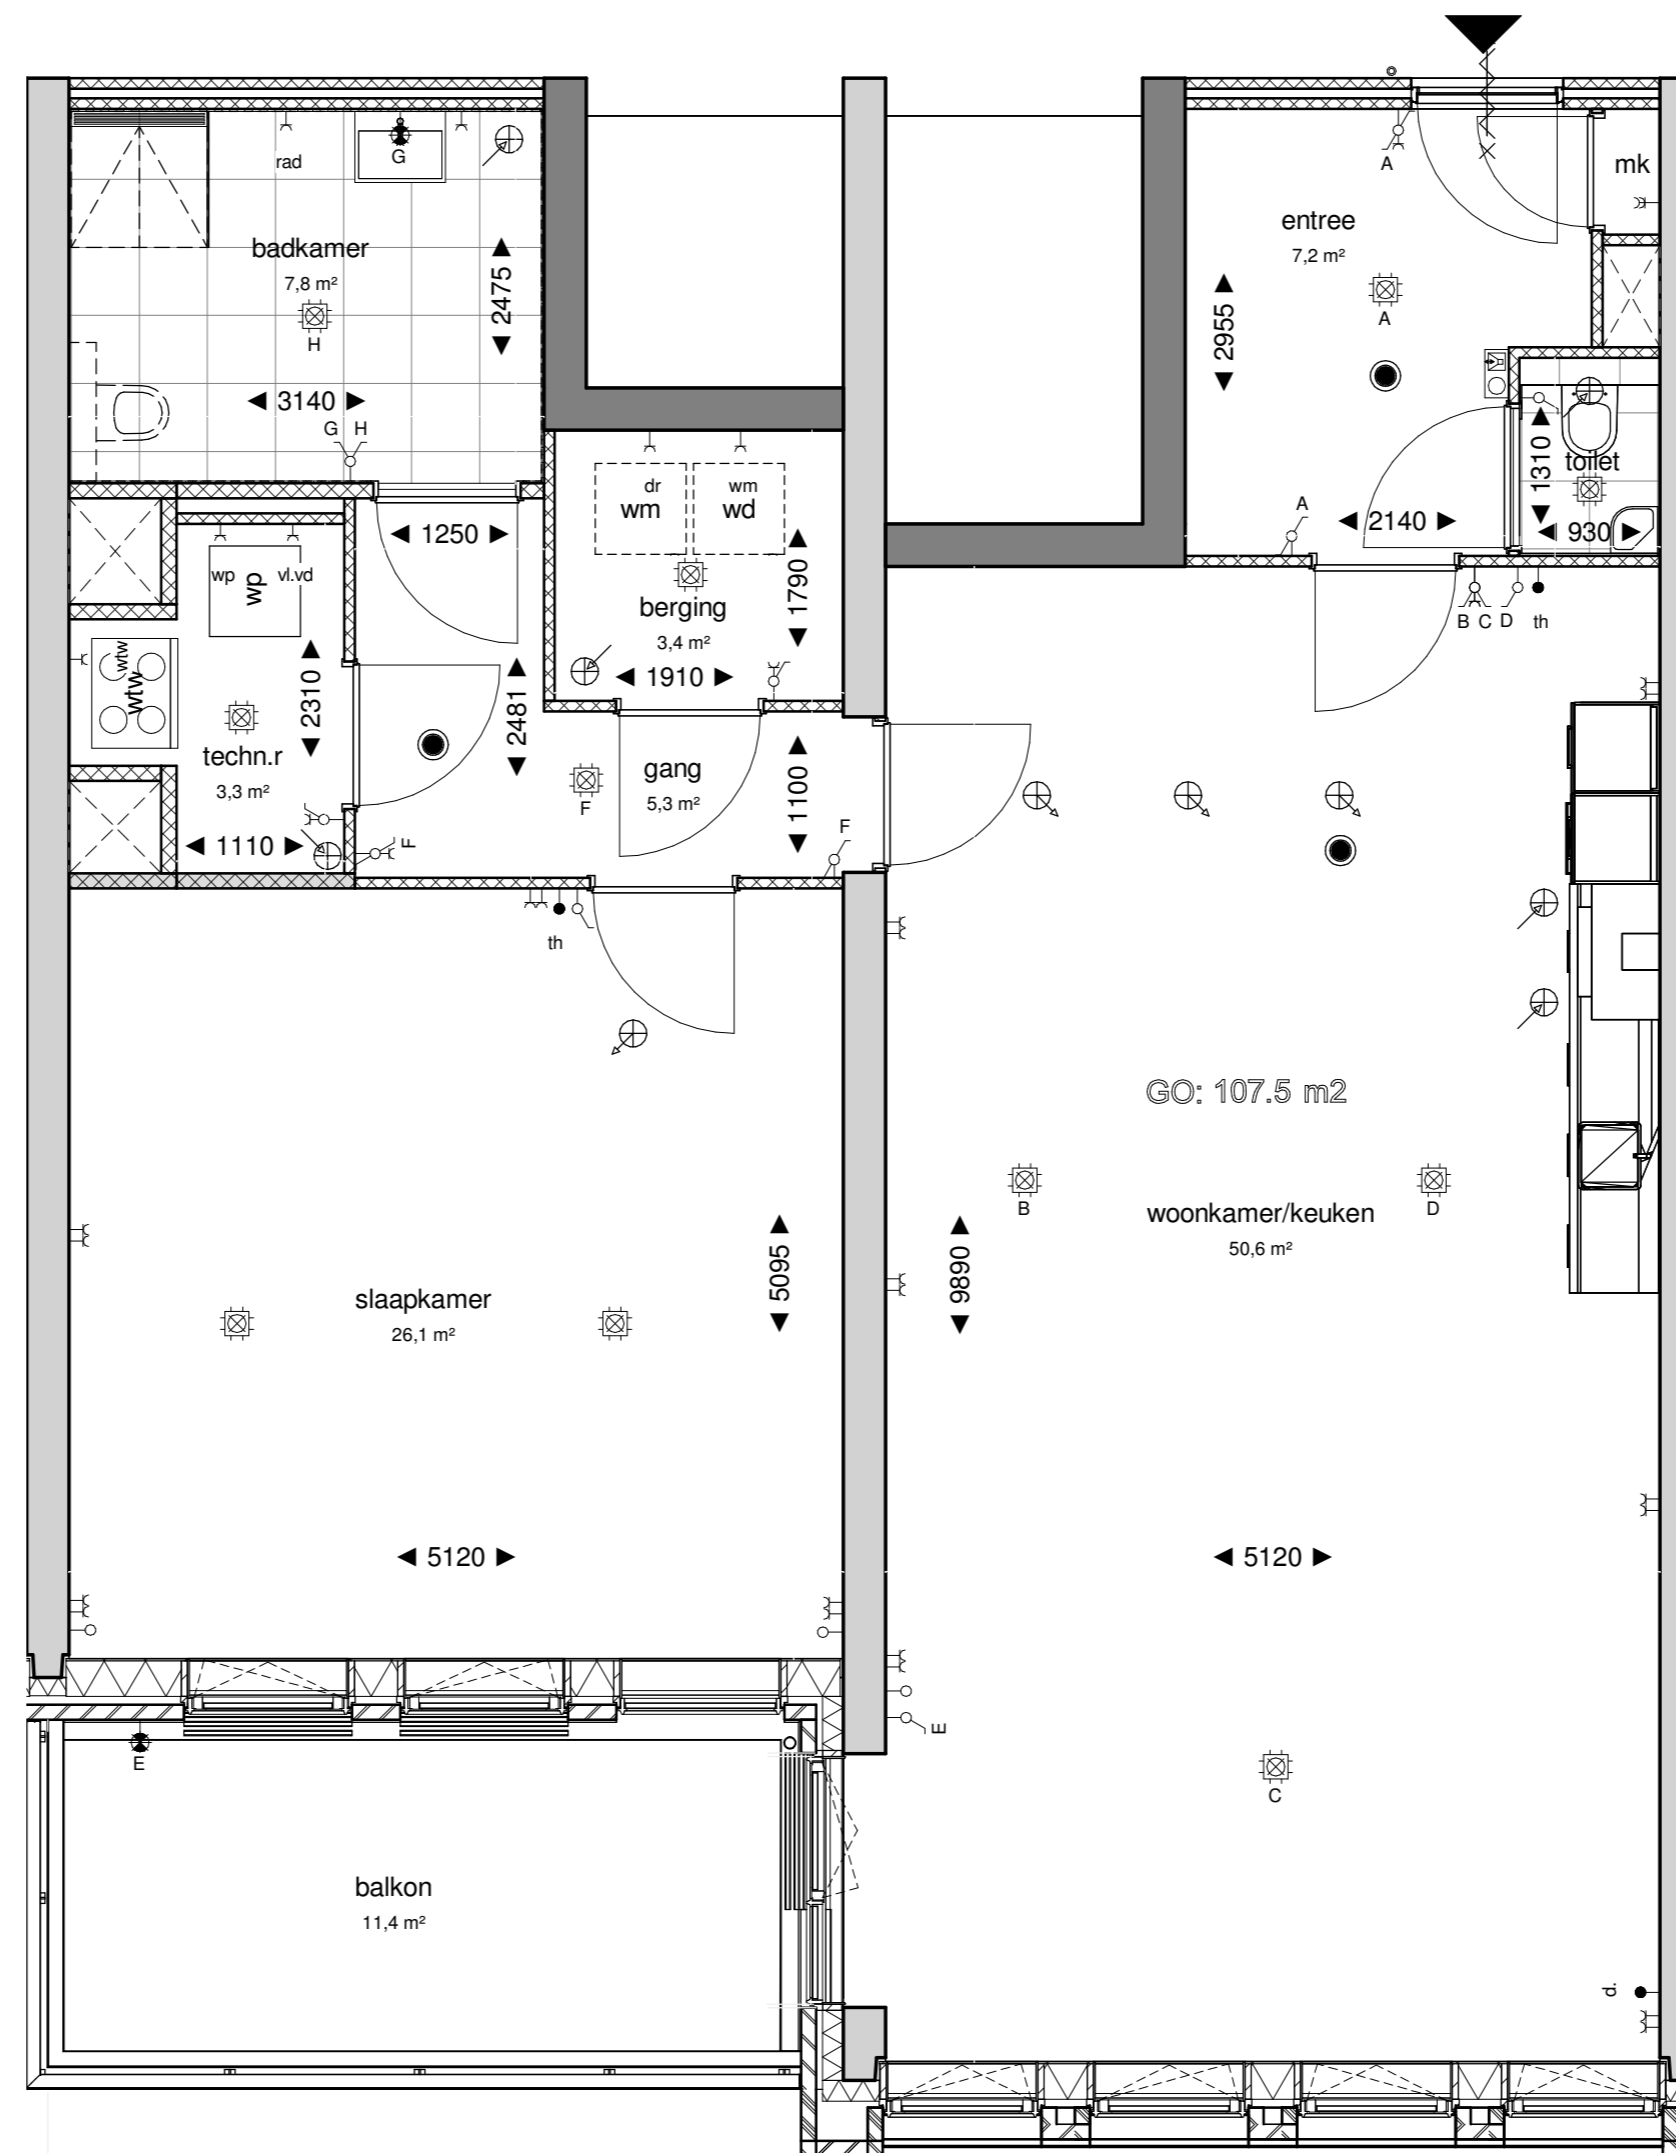 rad
G
badkamer
7,8 m²
H
2475
3140
G H
mk
A
entree
7,2 m²
A
2955
1310
toilet
A
2140
930
B C D th
1250
dr wm
wm wd
1790
berging
3,4 m²
1910
wp vl.vd
wp
wtw
wtw
2310
techn.r
3,3 m²
1110
2481
F
gang
5,3 m²
F
1100
F
th
GO: 107.5 m2
B
D
woonkamer/keuken
50,6 m²
9890
5095
slaapkamer
26,1 m²
5120
5120
E
E
C
balkon
11,4 m²
d.